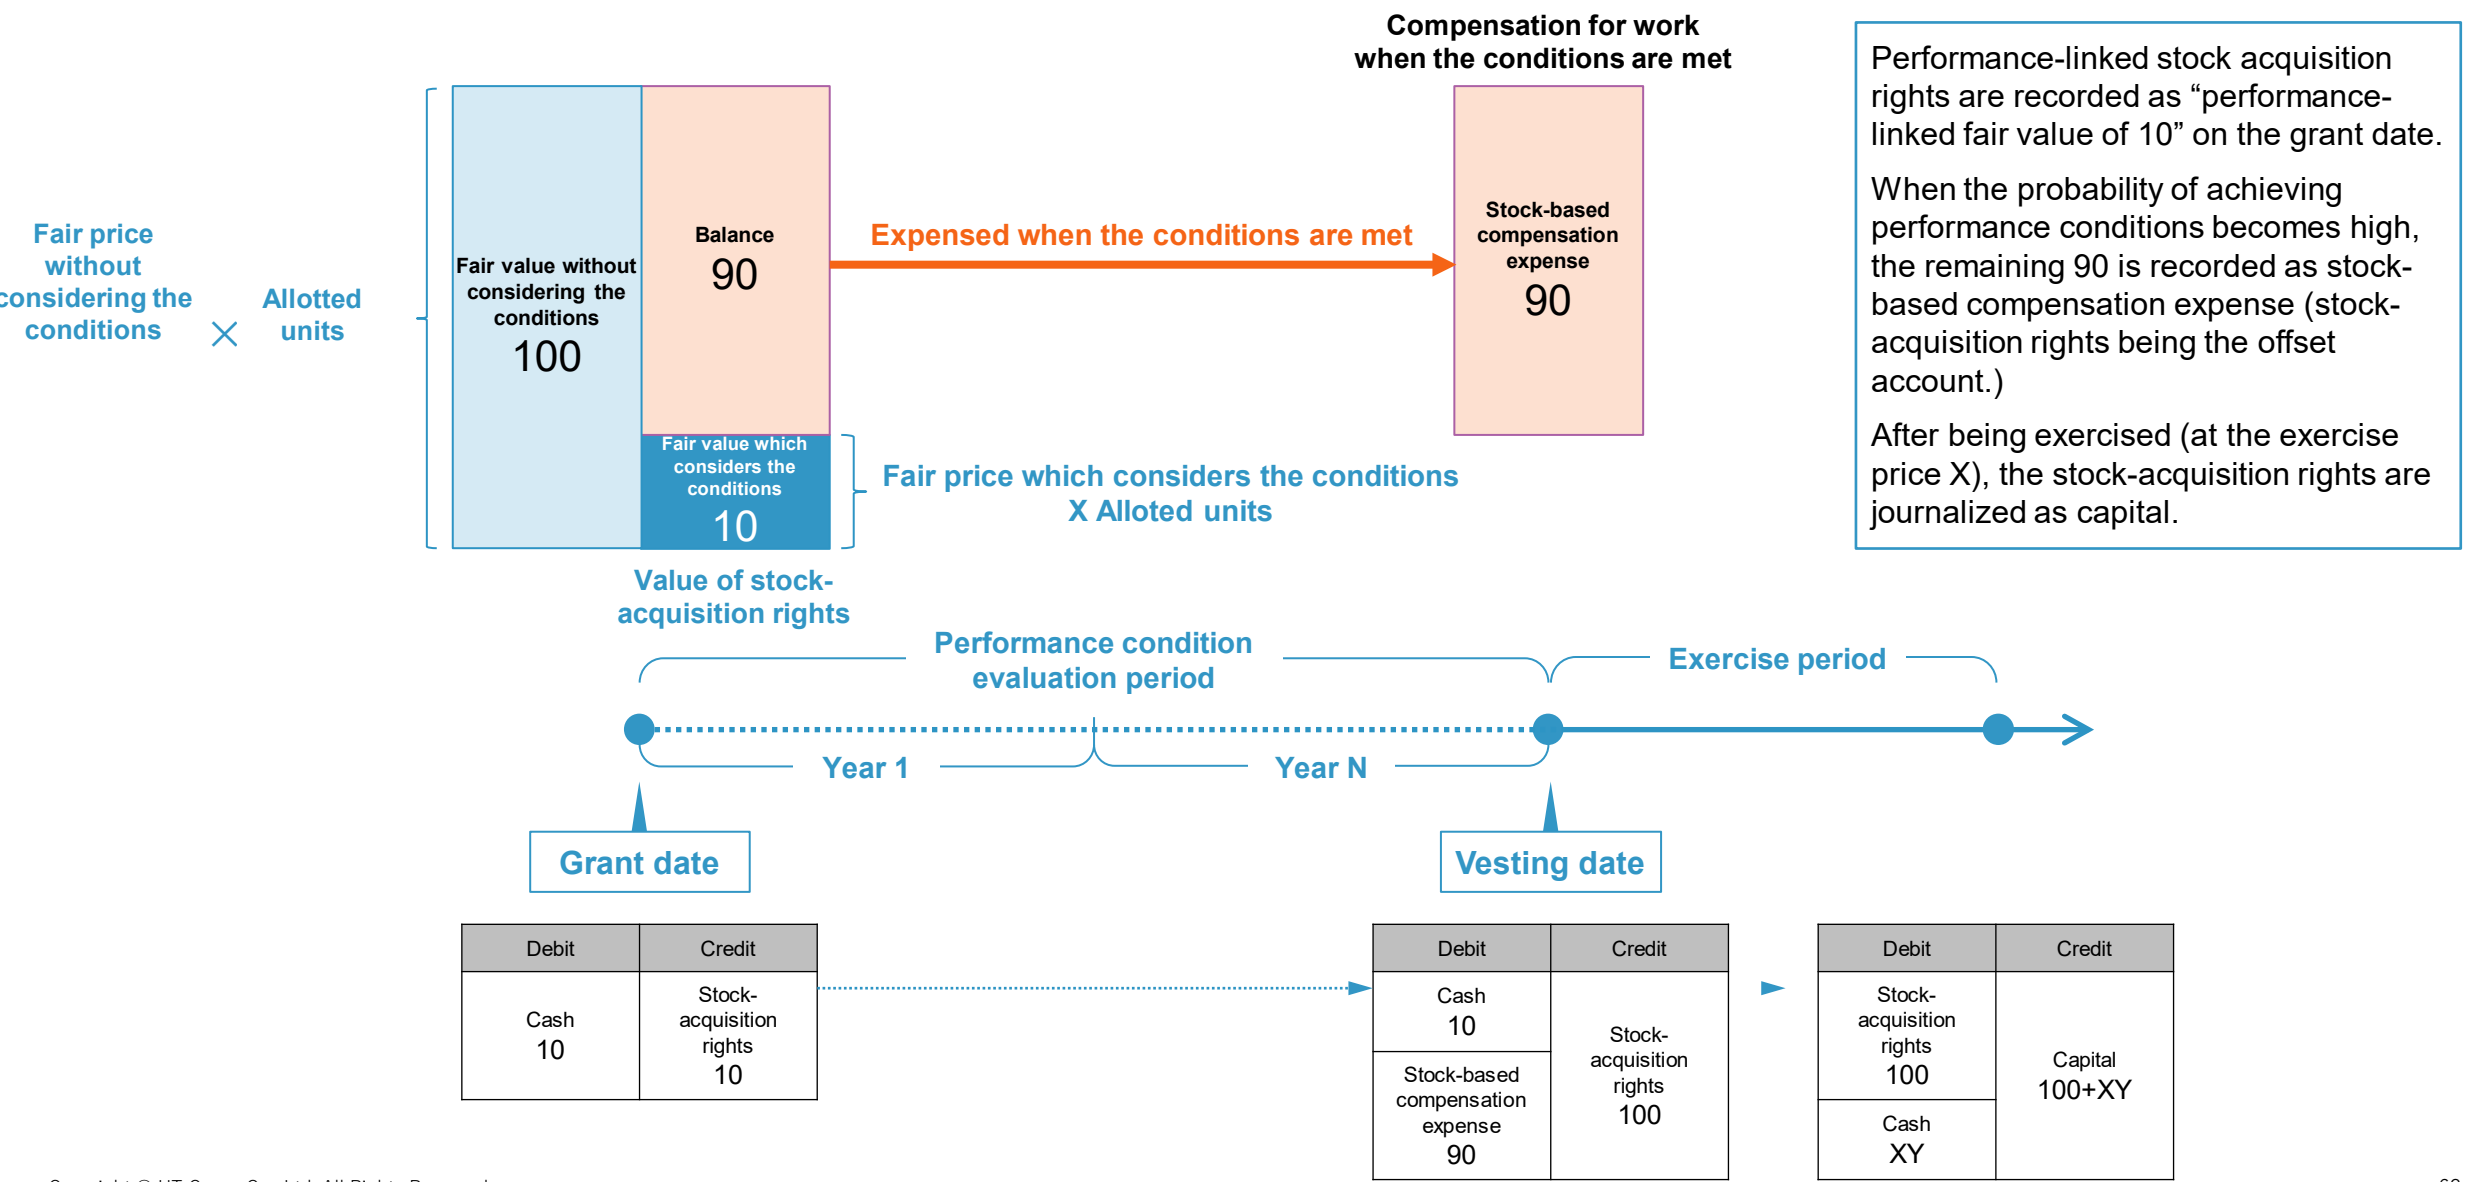 Compensation for work
when the conditions are met
Fair price
without
considering the
conditions
×
Allotted
units
Fair value without
considering the
conditions
100
Balance
90
Expensed when the conditions are met
Stock-based
compensation
expense
90
Fair value which
considers the
conditions
10
Fair price which considers the conditions
X Alloted units
Value of stock-
acquisition rights
Performance-linked stock acquisition
rights are recorded as “performance-
linked fair value of 10” on the grant date.
When the probability of achieving
performance conditions becomes high,
the remaining 90 is recorded as stock-
based compensation expense (stock-
acquisition rights being the offset
account.)
After being exercised (at the exercise
price X), the stock-acquisition rights are
journalized as capital.
Performance condition
evaluation period
Exercise period
Year 1
Year N
Grant date
Vesting date
Debit
Credit
Cash
10
Stock-
acquisition
rights
10
Debit
Credit
Cash
10
Stock-based
compensation
expense
90
Stock-
acquisition
rights
100
Debit
Credit
Stock-
acquisition
rights
100
Cash
XY
Capital
100+XY